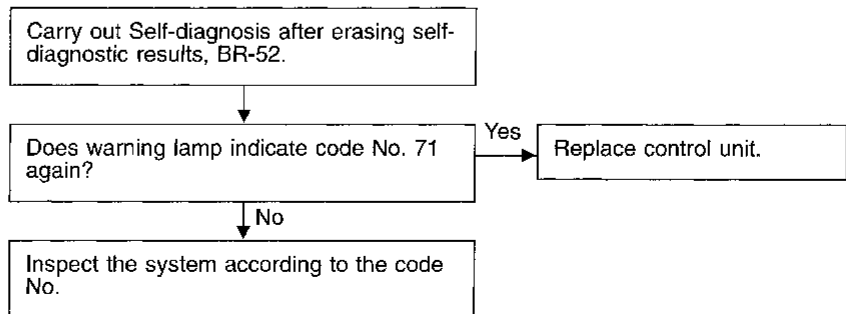 Carry out Self-diagnosis after erasing self-
diagnostic results, BR-52.
Does warning lamp indicate code No. 71
again?
Yes
Replace control unit.
No
Inspect the system according to the code
No.